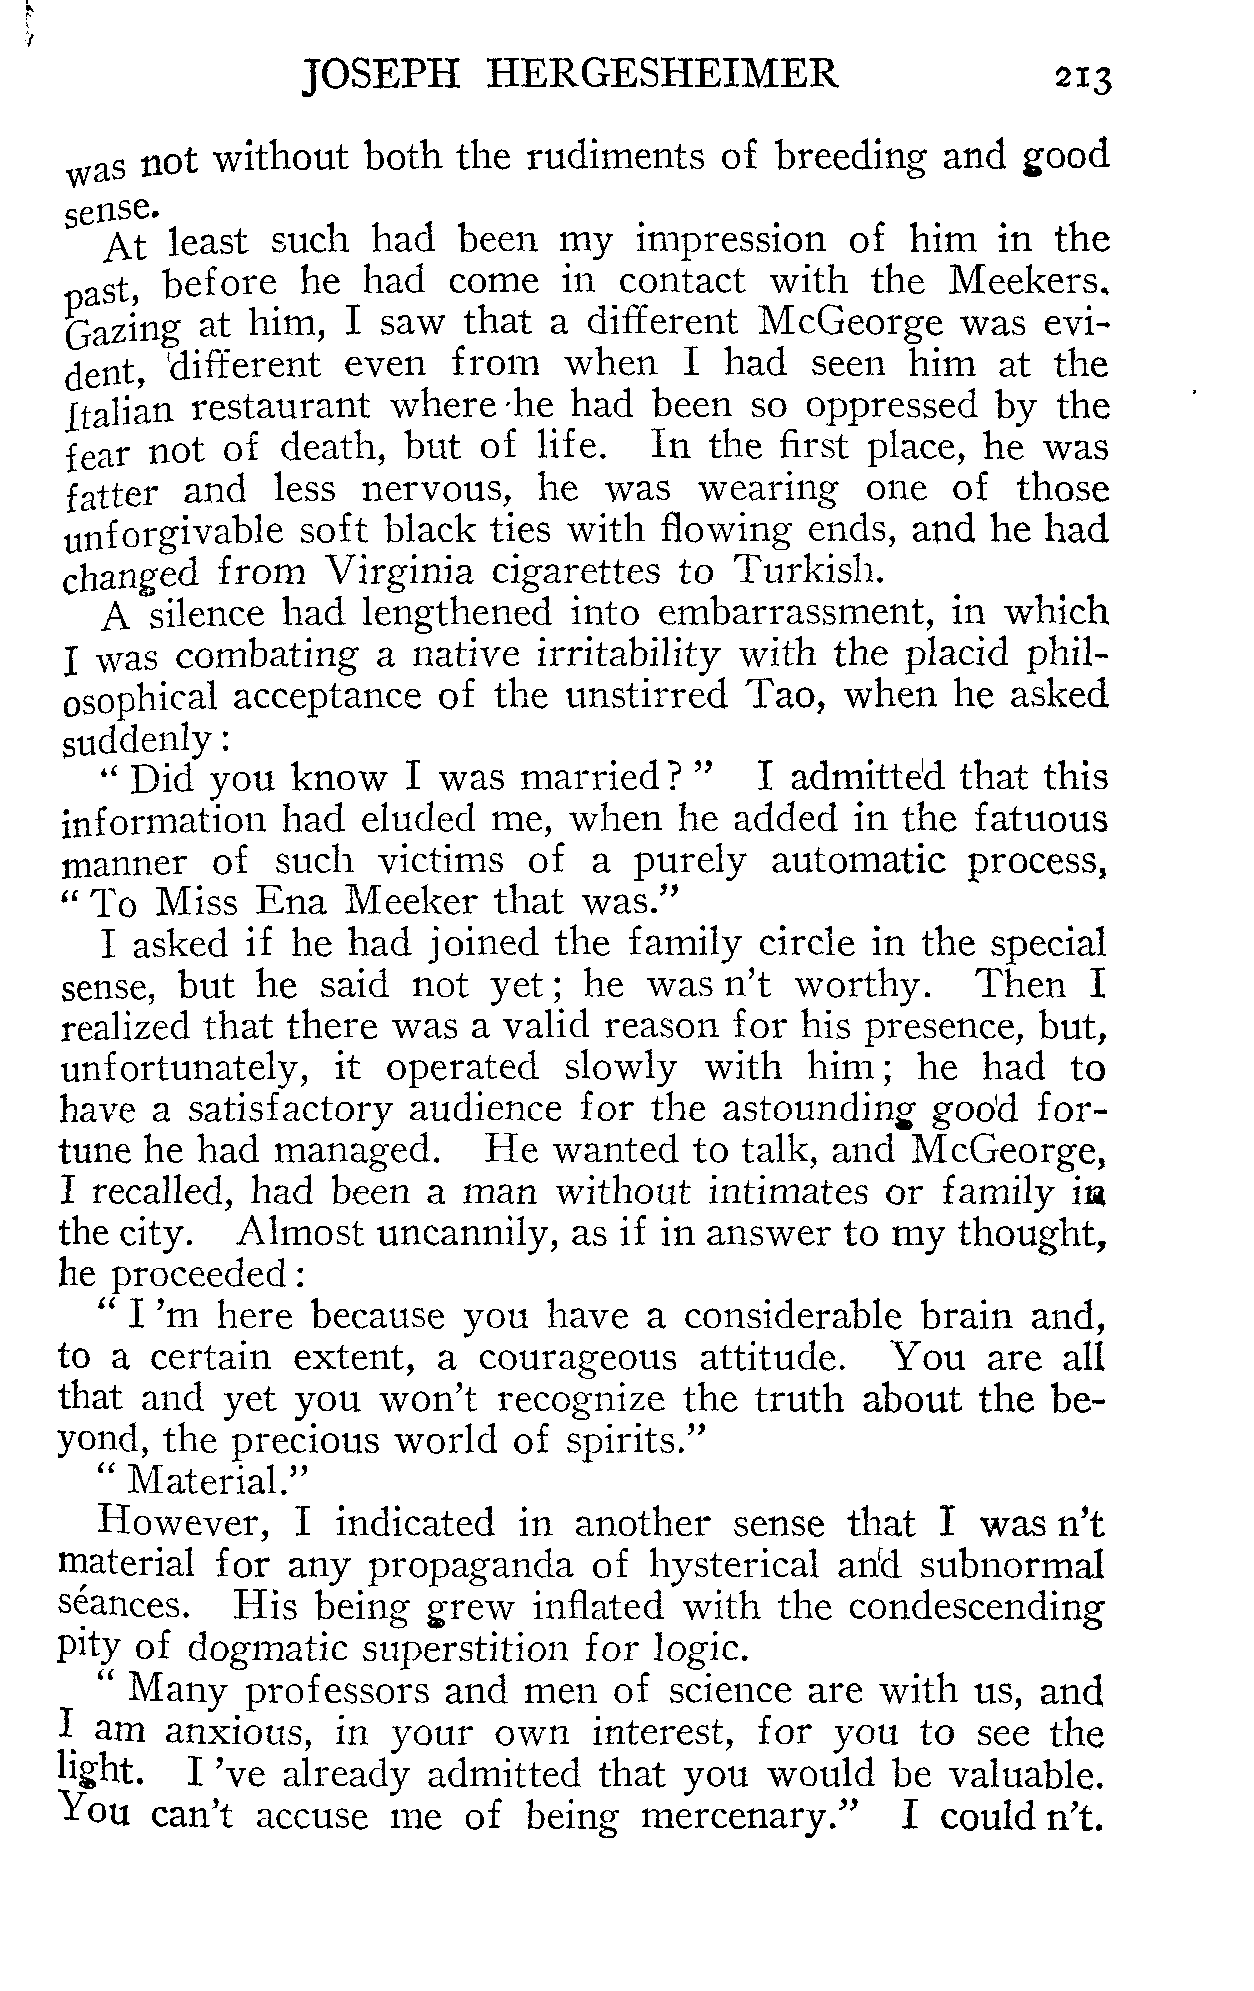 JOSEPH HERGESHEIMER 213
was not without both the rudiments of breeding and good
sense.
At least such had been my impression of him in the
past, before he had come in contact with the Meekers.
Gazing at him, I saw that a different McGeorge was evi-
dent, different even from when I had seen him at the
Italian restaurant where he had been so oppressed by the
fear not of death, but of life. In the first place, he was
fatter and less nervous, he was wearing one of those
unforgivable soft black ties with flowing ends, and he had
changed from Virginia cigarettes to Turkish.
A silence had lengthened into embarrassment, in which
I was combating a native irritability with the placid phil-
osophical acceptance of the unstirred Tao, when he asked
suddenly:
"Did you know I was married?" I admitted that this
information had eluded me, when he added in the fatuous
manner of such victims of a purely automatic process,
"To Miss Ena Meeker that was."
I asked if he had joined the family circle in the special
sense, but he said not yet; he was n't worthy. Then I
realized that there was a valid reason for his presence, but,
unfortunately, it operated slowly with him; he had to
have a satisfactory audience for the astounding good for-
tune he had managed. He wanted to talk, and McGeorge,
I recalled, had been a man without intimates or family in
the city. Almost uncannily, as if in answer to my thought,
he proceeded:
"I 'm here because you have a considerable brain and,
to a certain extent, a courageous attitude. You are all
that and yet you won't recognize the truth about the be-
yond, the precious world of spirits."
"Material."
However, I indicated in another sense that I was n't
material for any propaganda of hysterical and subnormal
séances. His being grew inflated with the condescending
pity of dogmatic superstition for logic.
"Many professors and men of science are with us, and
I am anxious, in your own interest, for you to see the
light. I 've already admitted that you would be valuable.
You can't accuse me of being mercenary." I could n't.